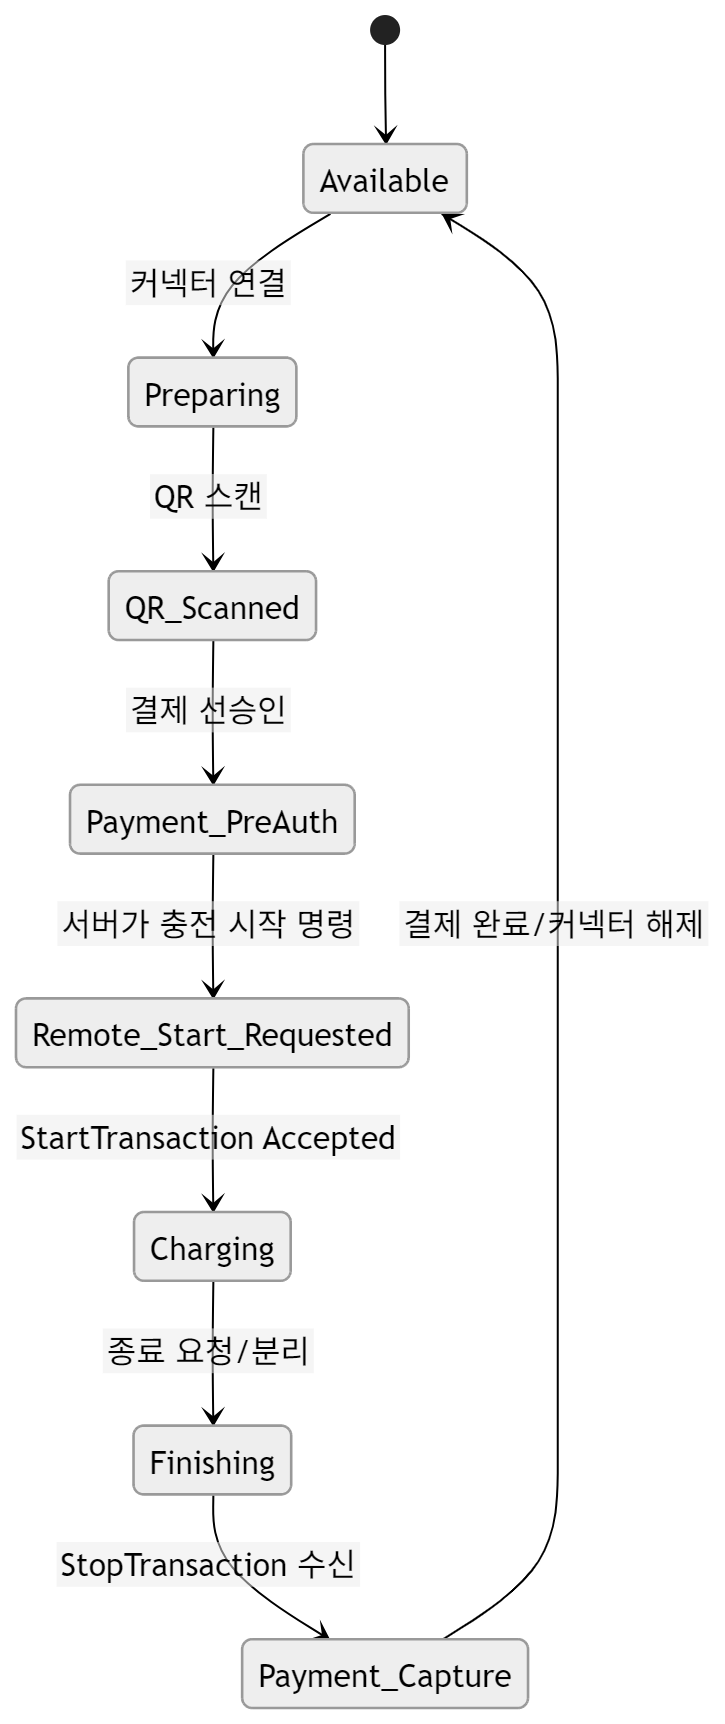 Available
커넥터 연결
Preparing
QR 스캔
QR_Scanned
결제 선승인
Payment_PreAuth
서버가 충전 시작 명령
결제 완료/커넥터 해제
Remote_Start_Requested
StartTransaction Accepted
Charging
종료 요청/분리
Finishing
StopTransaction 수신
Payment_Capture